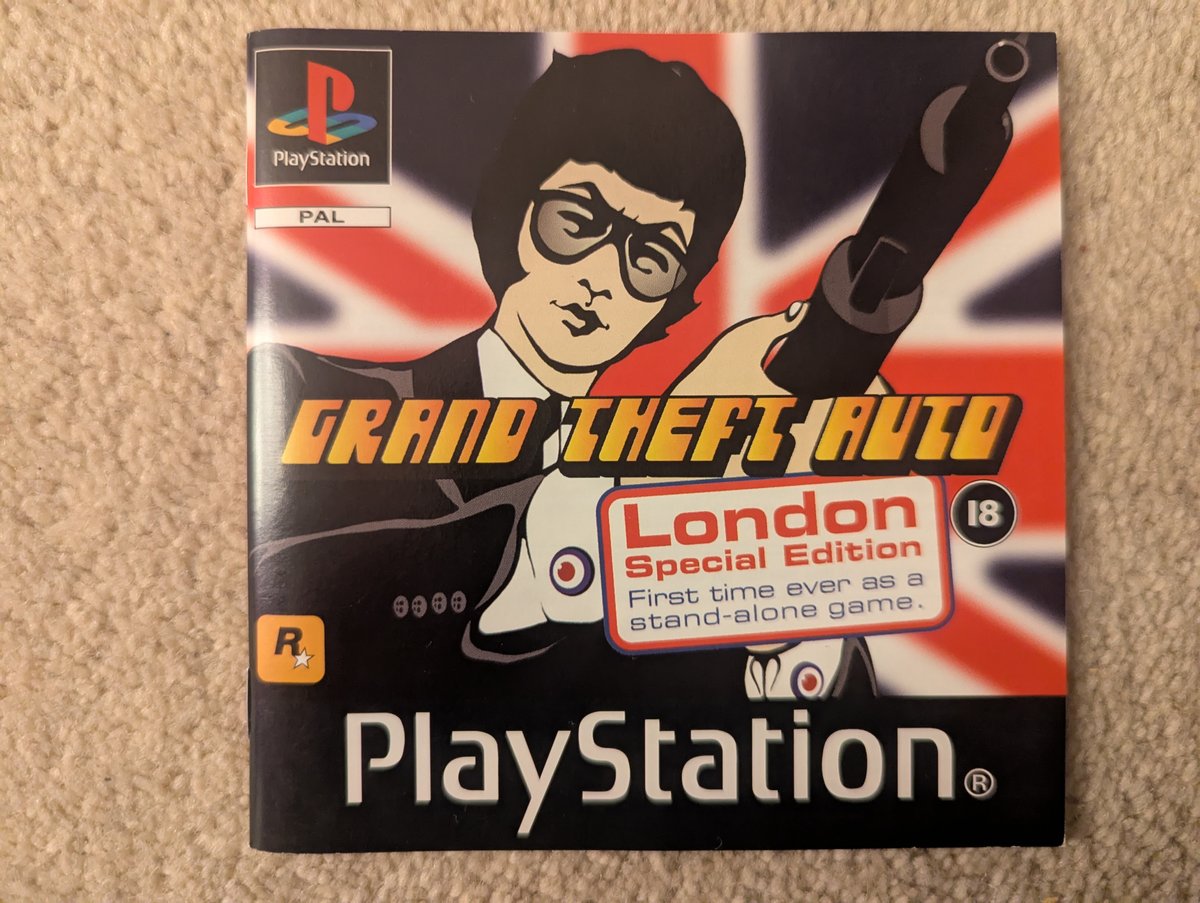 PlayStation
PAL
GRAND THEFT AUTO
London
Special Edition
First time ever as a
stand-alone game.
18
R
PlayStation®